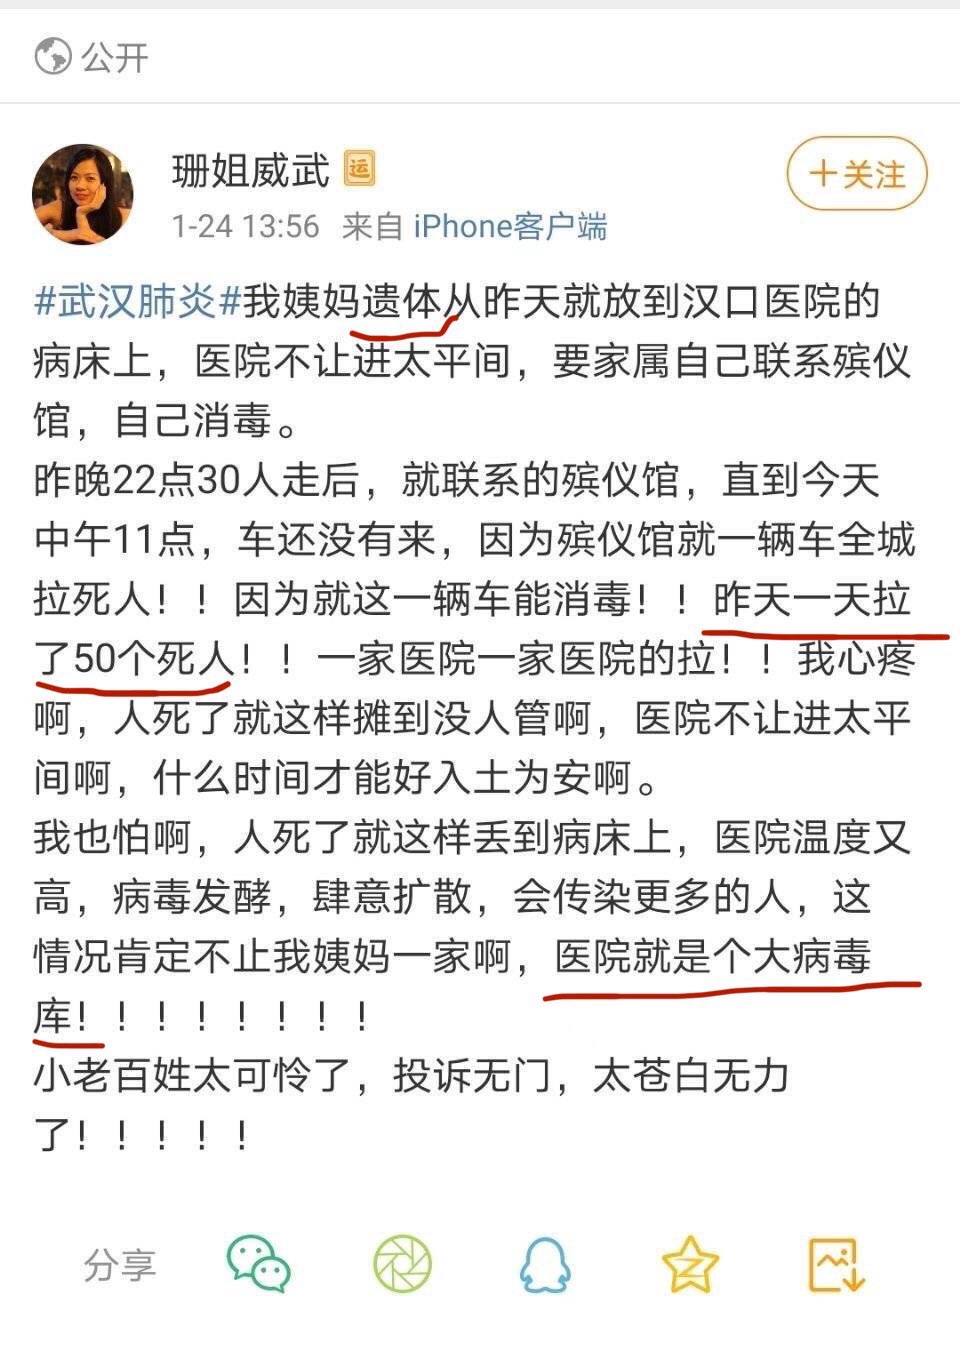 公开
珊姐威武 运
+关注
1-24 13:56 来自 iPhone客户端
#武汉肺炎#我姨妈遗体从昨天就放到汉口医院的
病床上，医院不让进太平间，要家属自己联系殡仪
馆，自己消毒。
昨晚22点30人走后，就联系的殡仪馆，直到今天
中午11点，车还没有来，因为殡仪馆就一辆车全城
拉死人！！因为就这一辆车能消毒！！昨天一天拉
了50个死人！！一家医院一家医院的拉！！我心疼
啊，人死了就这样摊到没人管啊，医院不让进太平
间啊，什么时间才能好入土为安啊。
我也怕啊，人死了就这样丢到病床上，医院温度又
高，病毒发酵，肆意扩散，会传染更多的人，这
情况肯定不止我姨妈一家啊，医院就是个大病毒
库！！！！！！！！
小老百姓太可怜了，投诉无门，太苍白无力
了！！！！！
分享